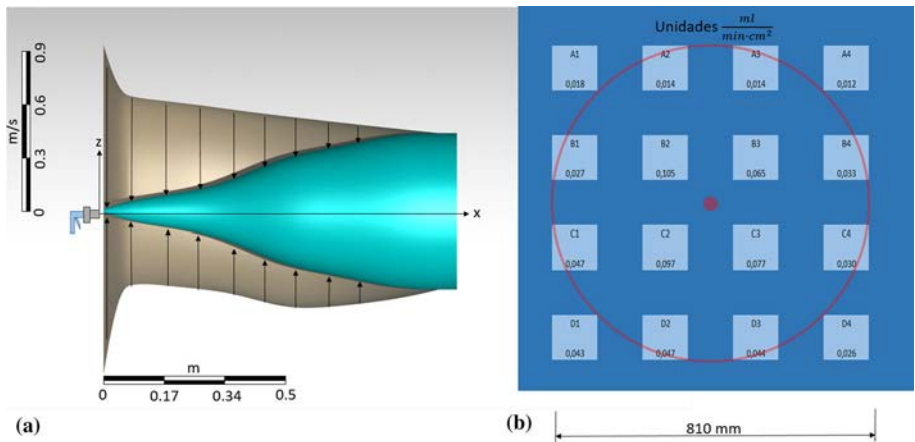 0.9
0.6
0.3
0
m/s
z
x
m
0
0.17
0.34
0.5
(a)
Unidades ml/min·cm²
A1
A2
A3
A4
0,018
0,014
0,014
0,012
B1
B2
B3
B4
0,027
0,105
0,065
0,033
C1
C2
C3
C4
0,047
0,097
0,077
0,030
D1
D2
D3
D4
0,043
0,047
0,044
0,026
810 mm
(b)